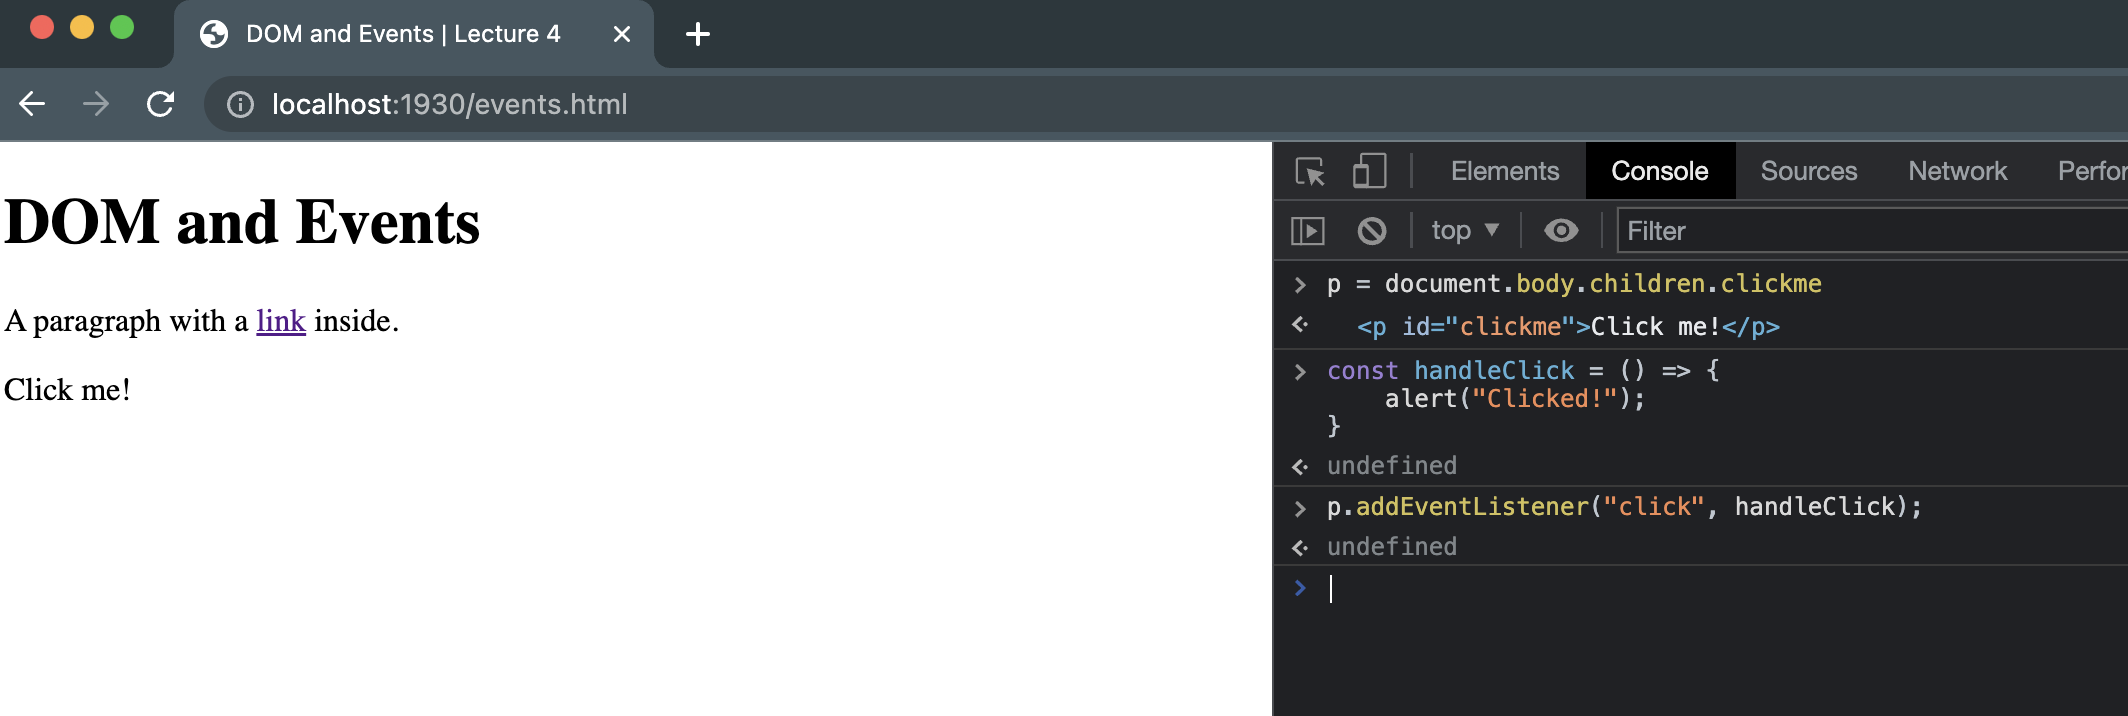 DOM and Events | Lecture 4
localhost:1930/events.html
DOM and Events
A paragraph with a link inside.
Click me!
Elements Console Sources Network Perfor
top Filter
p = document.body.children.clickme
<p id="clickme">Click me!</p>
const handleClick = () => {
    alert("Clicked!");
}
undefined
p.addEventListener("click", handleClick);
undefined